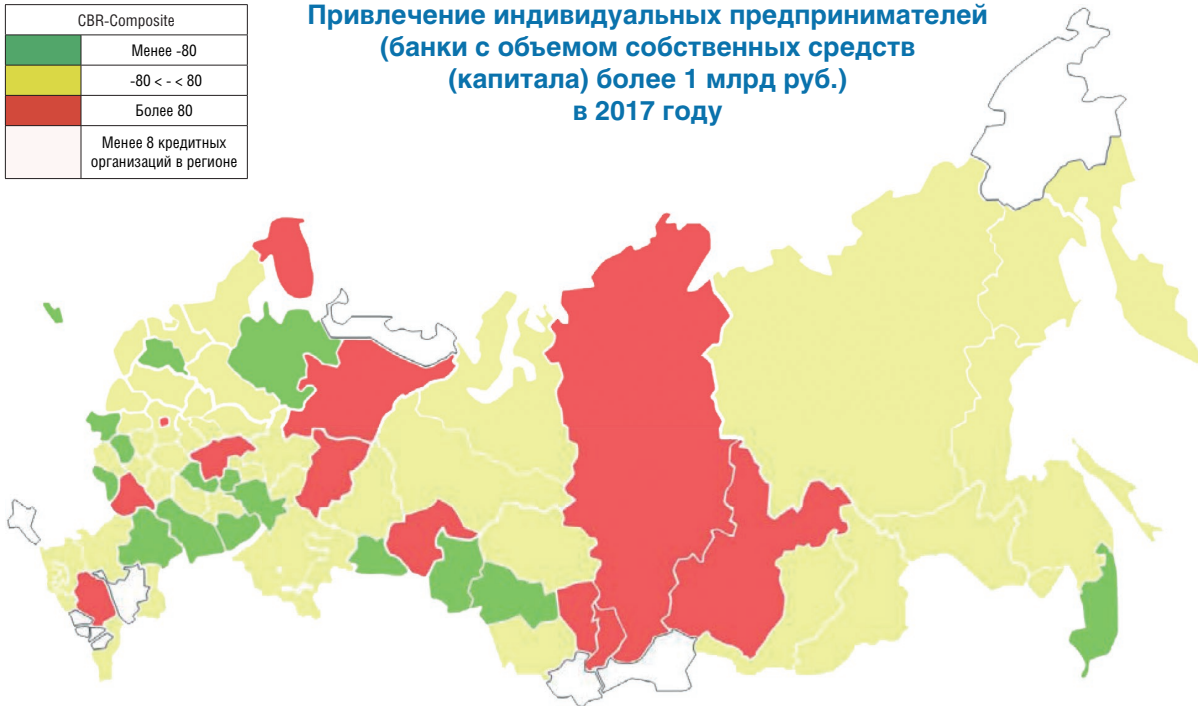 CBR-Composite
Менее -80
-80 < - < 80
Более 80
Менее 8 кредитных
организаций в регионе
Привлечение индивидуальных предпринимателей
(банки с объемом собственных средств
(капитала) более 1 млрд руб.)
в 2017 году